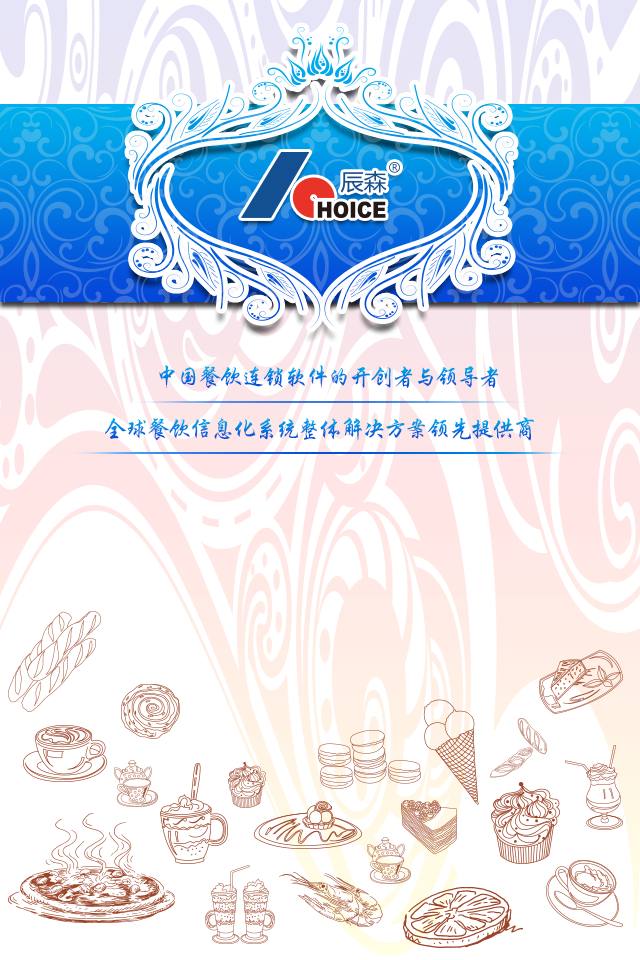 辰森®
CHOICE
中国餐饮连锁软件的开创者与领导者
全球餐饮信息化系统整体解决方案领先提供商